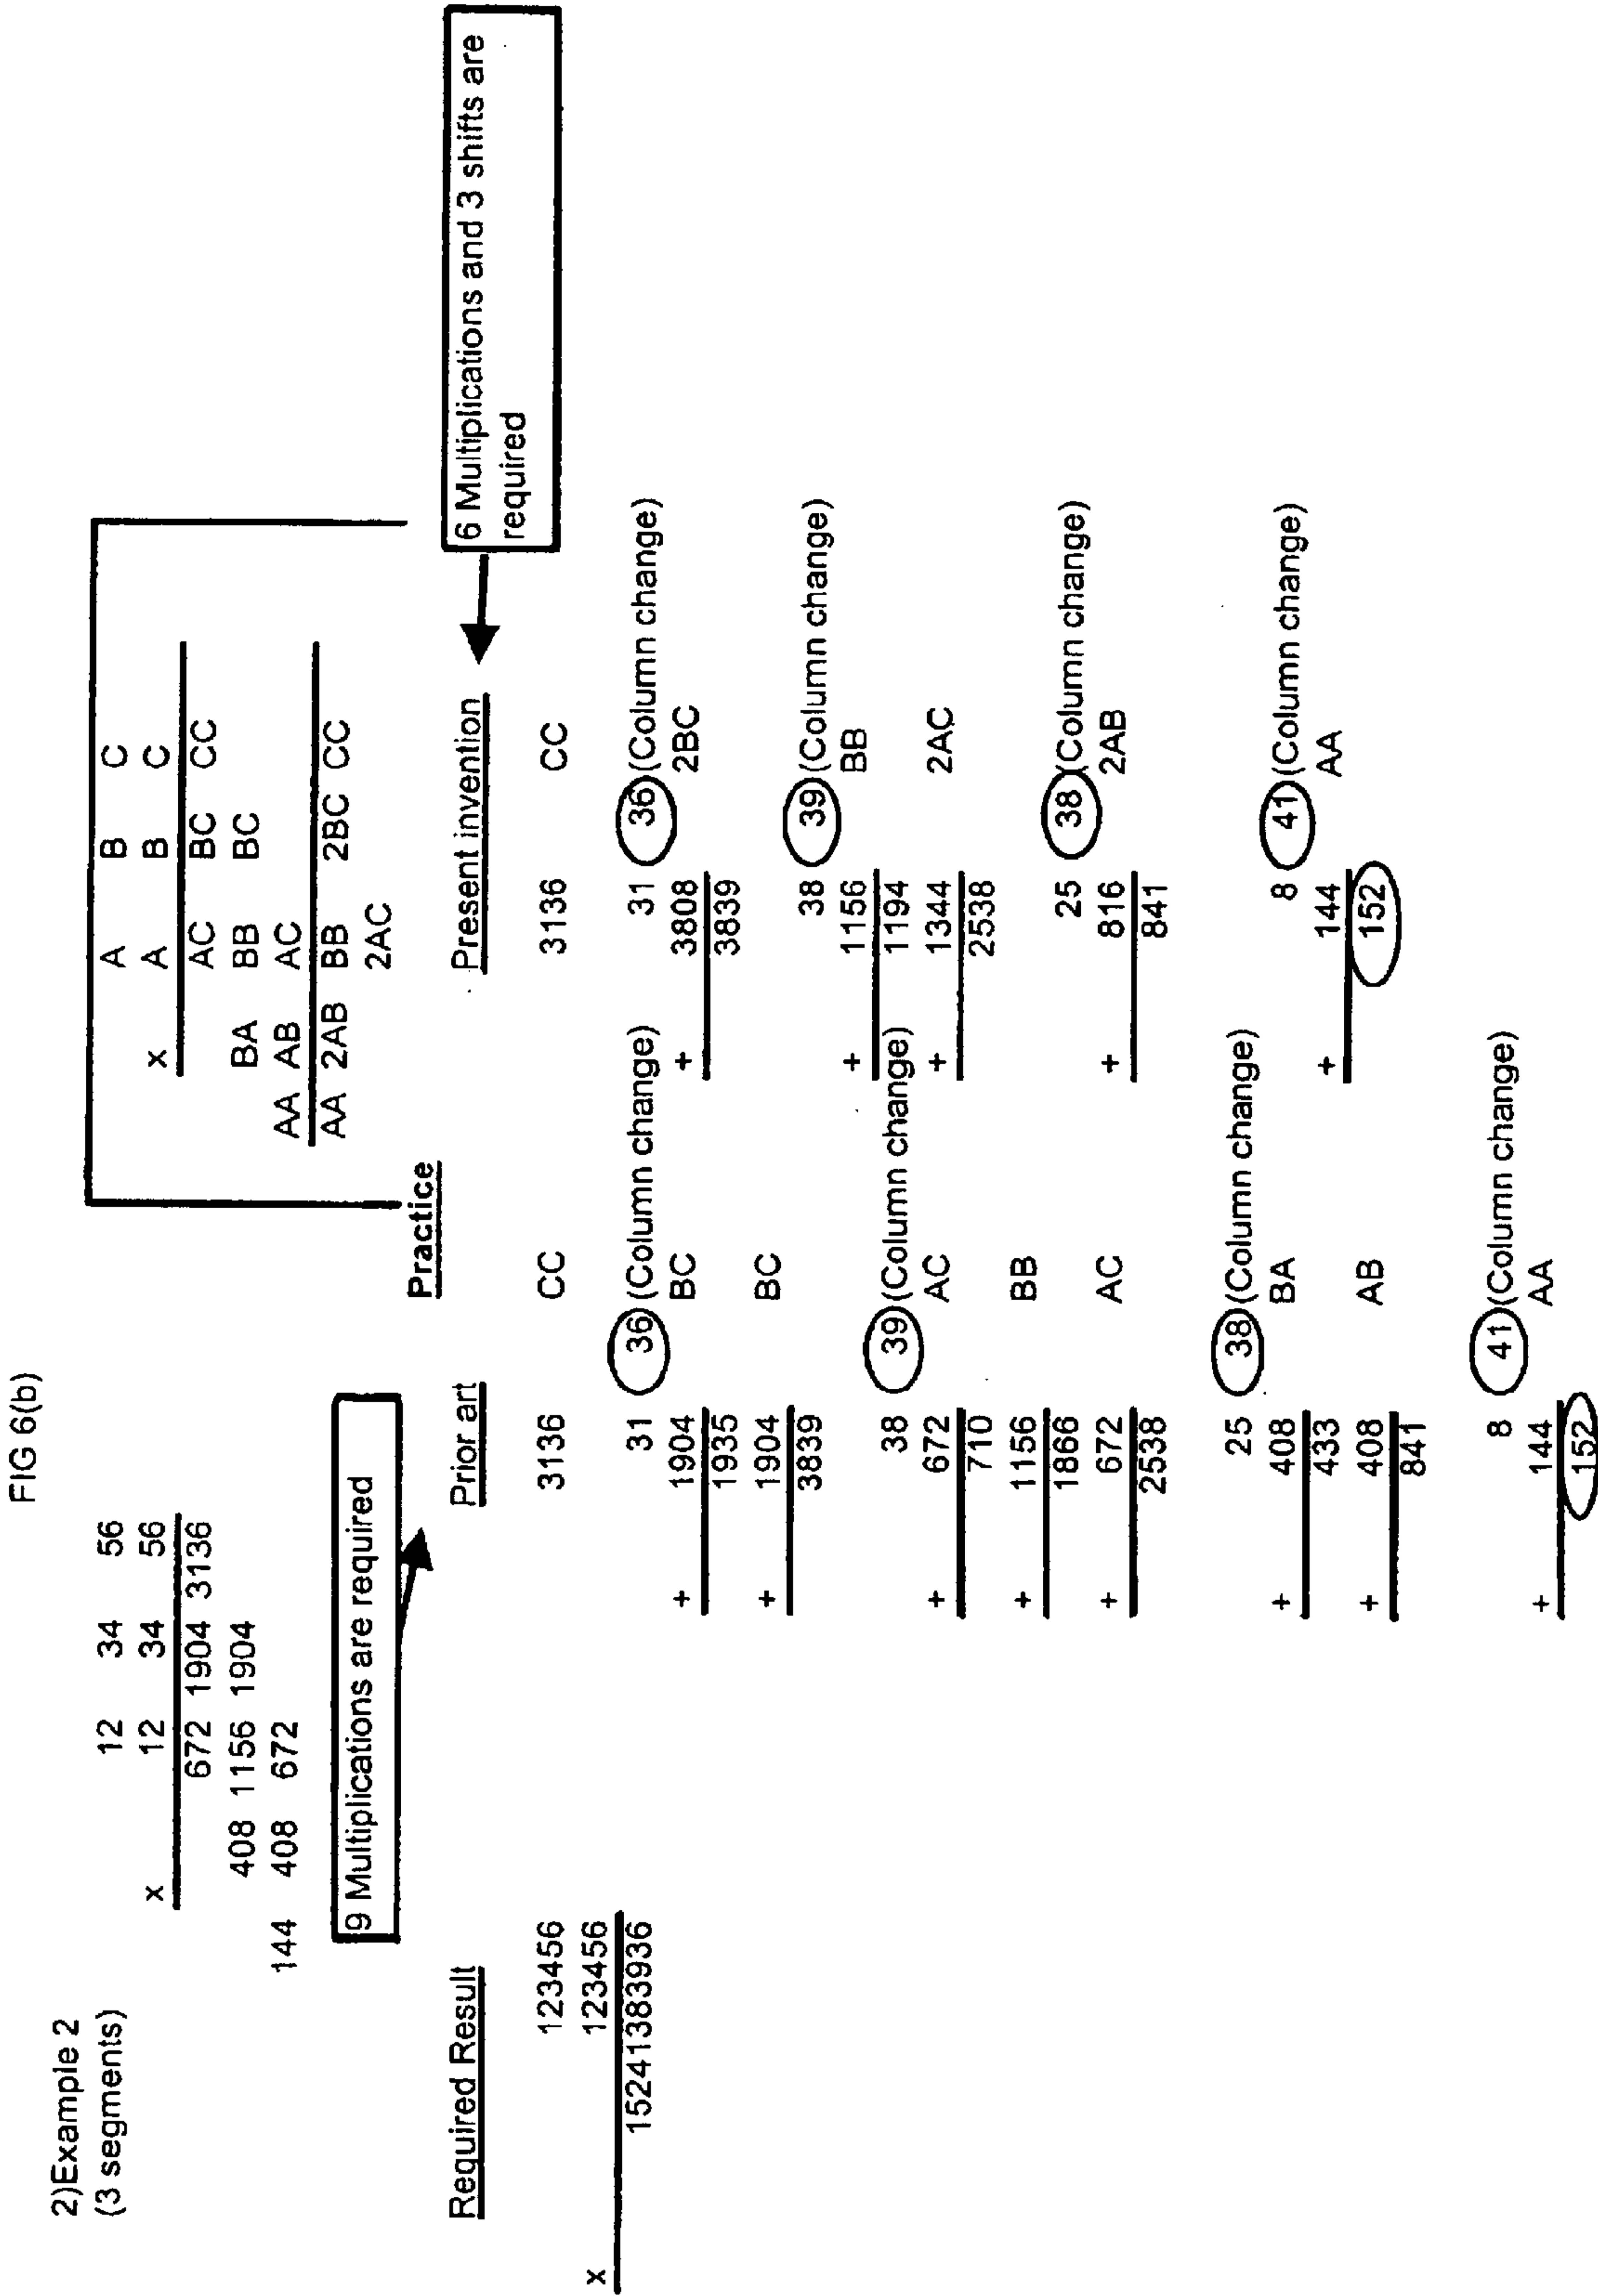 FIG 6(b)
2)Example 2
(3 segments)
12 34 56
x 12 34 56
672 1904 3136
408 1156 1904
144 408 672
9 Multiplications are required
A B C
x A B C
AC BC CC
BA BB BC
AA AB AC
AA 2AB BB 2BC CC
2AC
Practice
6 Multiplications and 3 shifts are
required
Required Result
123456
x 123456
15241383936
Prior art
3136 CC
31 36 (Column change)
+ 1904 BC
1935
+ 1904 BC
3839
38 39 (Column change)
+ 672 AC
710
+ 1156 BB
1866
+ 672 AC
2538
25 38 (Column change)
+ 408 BA
433
+ 408 AB
841
8 41 (Column change)
+ 144 AA
152
Present invention
3136 CC
31 36 (Column change)
+ 3808 2BC
3839
38 39 (Column change)
+ 1156 BB
1194
+ 1344 2AC
2538
25 38 (Column change)
+ 816 2AB
841
8 41 (Column change)
+ 144 AA
152